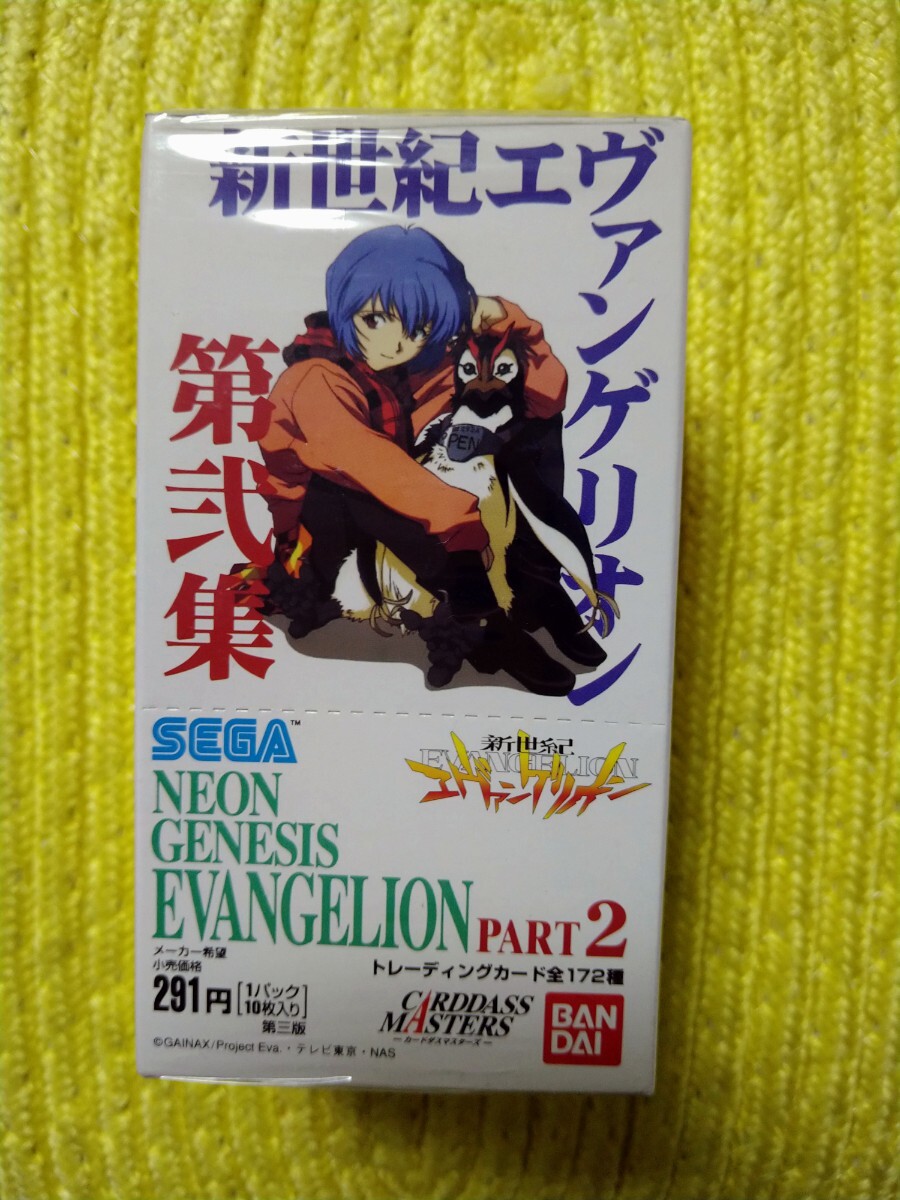 新世紀エヴァンゲリオン
第弐集
PEN
SEGA™
新世紀
EVANGELION
エヴァンゲリオン
NEON
GENESIS
EVANGELION PART 2
メーカー希望
小売価格
291円 [1パック
10枚入り]
第三版
トレーディングカード全172種
CARDDASS
MASTERS
ーカードダスマスターズー
BAN
DAI
©GAINAX/Project Eva.・テレビ東京・NAS